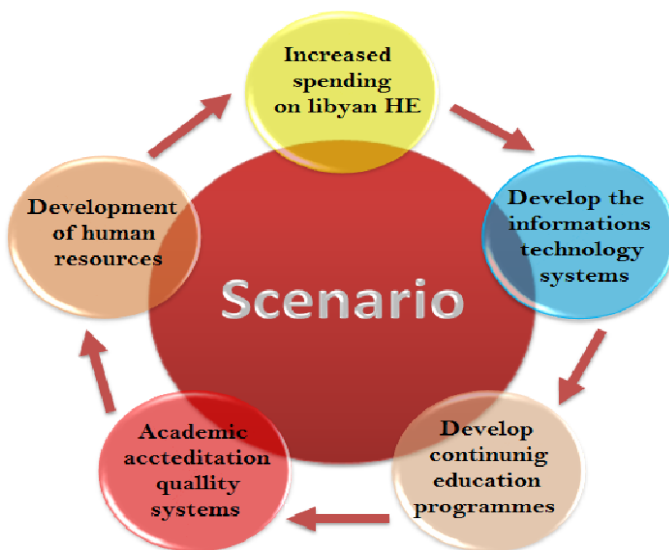 Increased
spending
on libyan HE
Develop the
informations
technology
systems
Develop
continunig
education
programmes
Academic
accteditation
quallity
systems
Development
of human
resources
Scenario